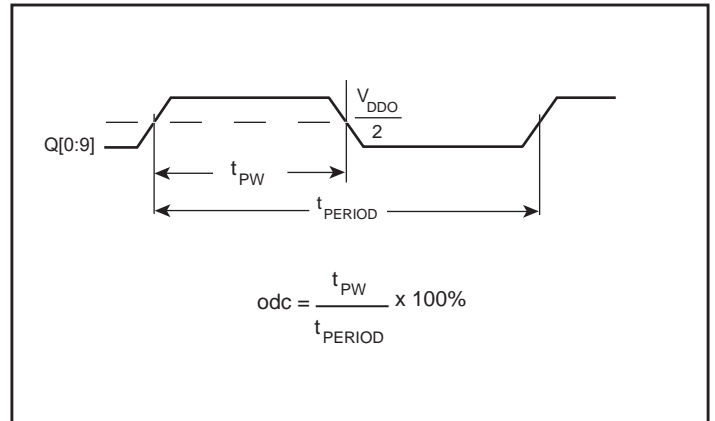 V_DDO
2
Q[0:9]
t_PW
t_PERIOD
odc = t_PW / t_PERIOD x 100%